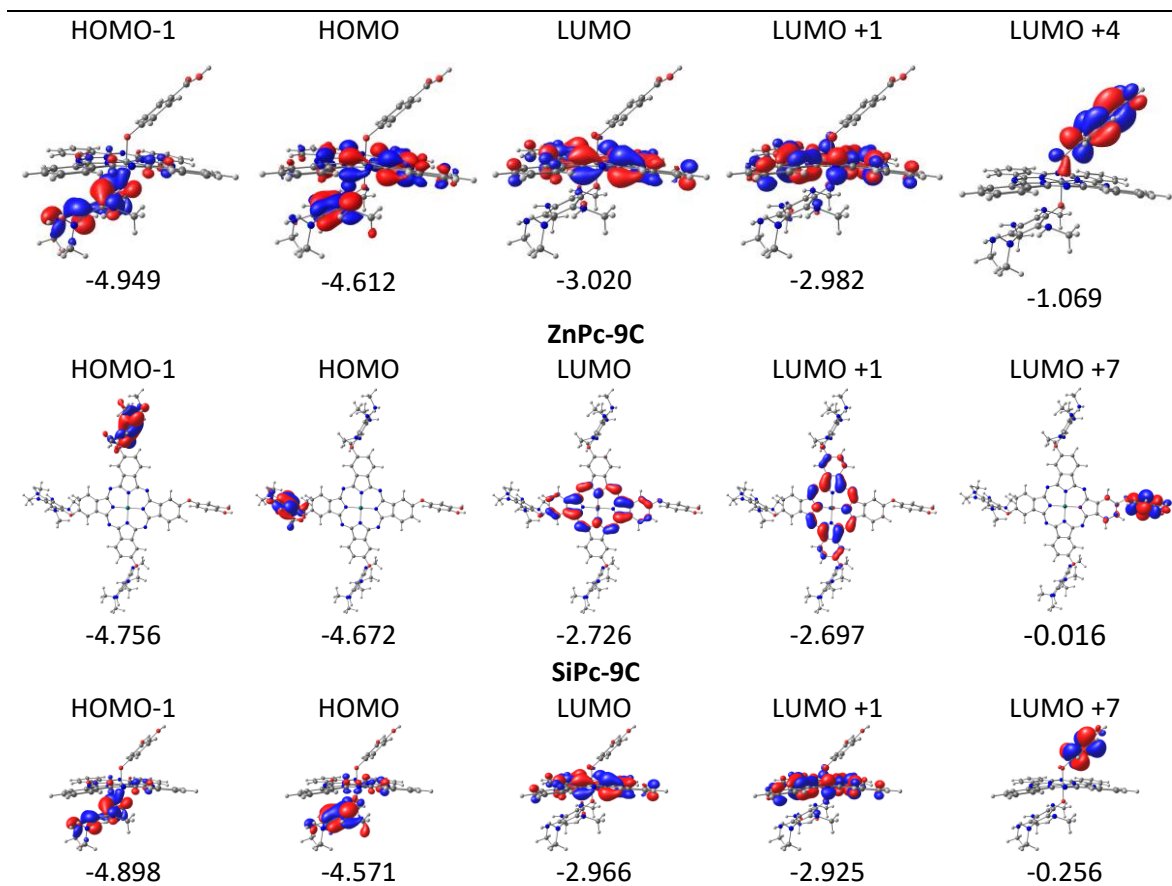 HOMO-1 HOMO LUMO LUMO +1 LUMO +4
-4.949 -4.612 -3.020 -2.982 -1.069
ZnPc-9C
HOMO-1 HOMO LUMO LUMO +1 LUMO +7
-4.756 -4.672 -2.726 -2.697 -0.016
SiPc-9C
HOMO-1 HOMO LUMO LUMO +1 LUMO +7
-4.898 -4.571 -2.966 -2.925 -0.256